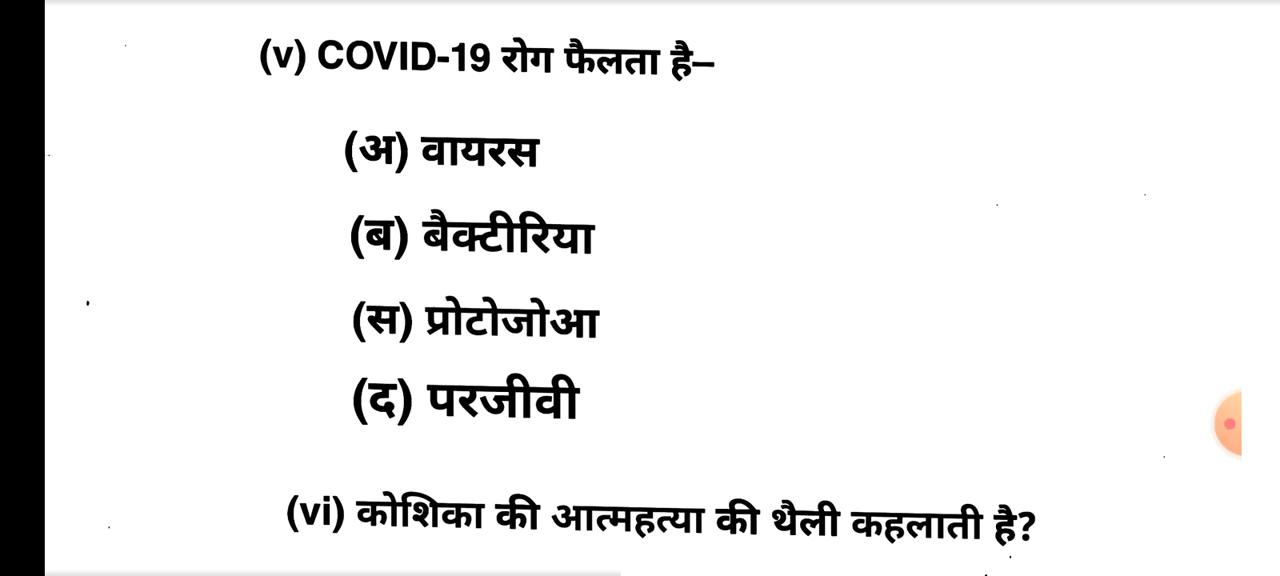 (v) COVID-19 रोग फैलता है–
(अ) वायरस
(ब) बैक्टीरिया
(स) प्रोटोजोआ
(द) परजीवी
(vi) कोशिका की आत्महत्या की थैली कहलाती है?